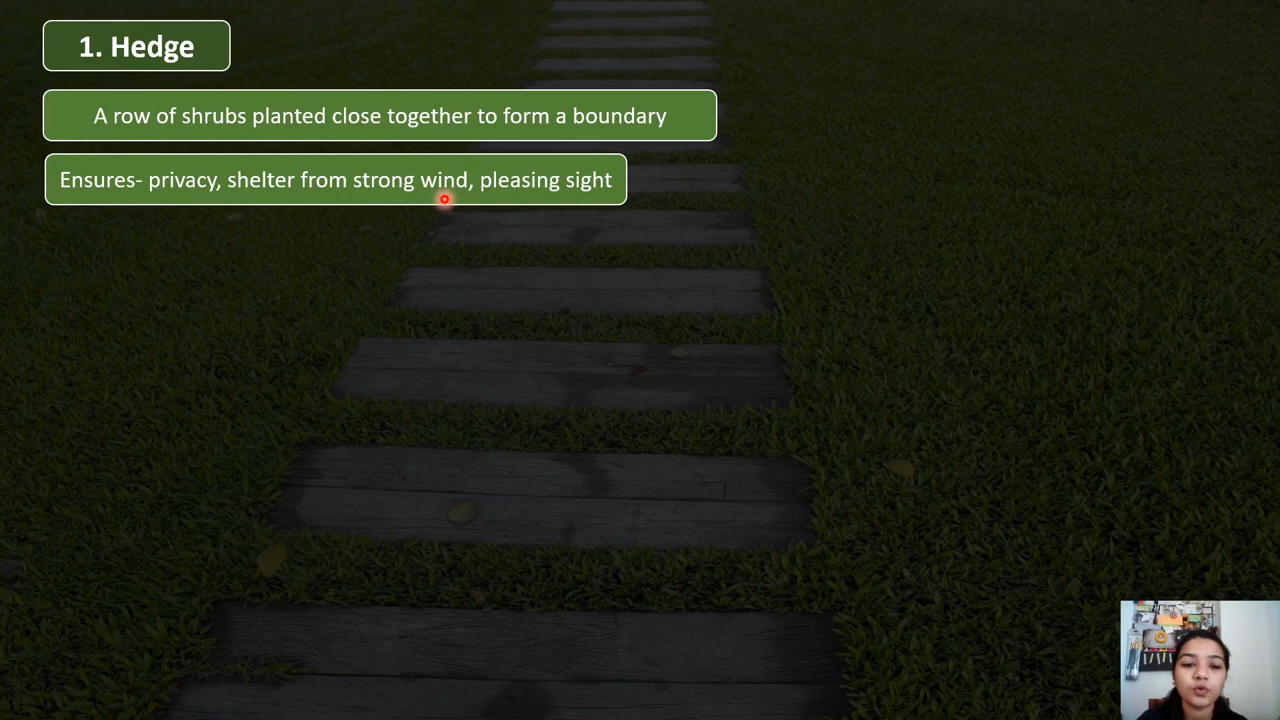 1. Hedge
A row of shrubs planted close together to form a boundary
Ensures- privacy, shelter from strong wind, pleasing sight